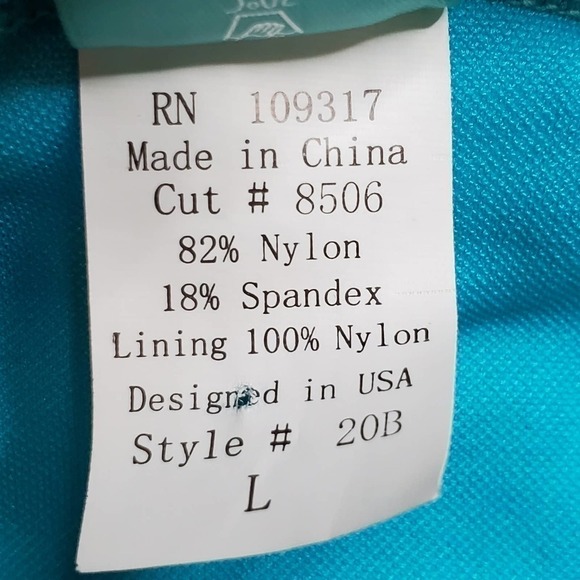 RN 109317
Made in China
Cut # 8506
82% Nylon
18% Spandex
Lining 100% Nylon
Designed in USA
Style # 20B
L